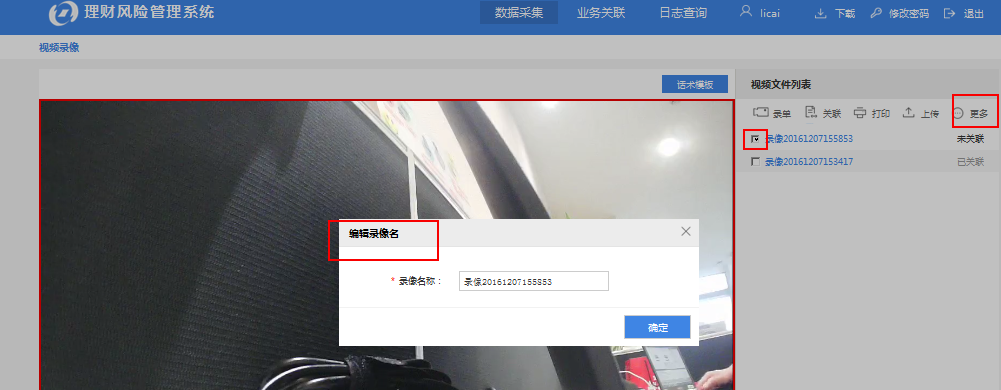 理财风险管理系统
数据采集 业务关联 日志查询 licai 下载 修改密码 退出
视频录像
话术模板
视频文件列表
录单 关联 打印 上传 更多
录像20161207155853 未关联
录像20161207153417 已关联
编辑录像名
* 录像名称： 录像20161207155853
确定